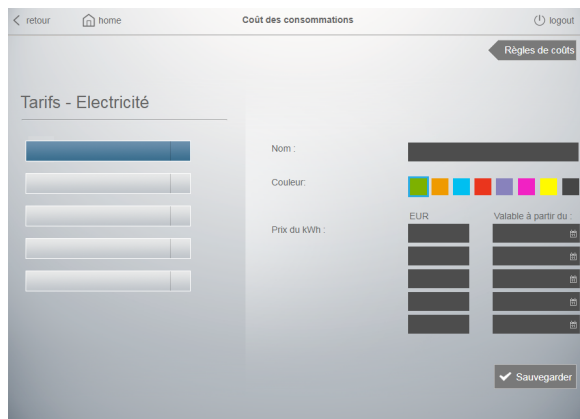 retour home Coût des consommations logout
Règles de coûts
Tarifs - Electricité
Nom :
Couleur:
EUR Valable à partir du :
Prix du kWh :
Sauvegarder